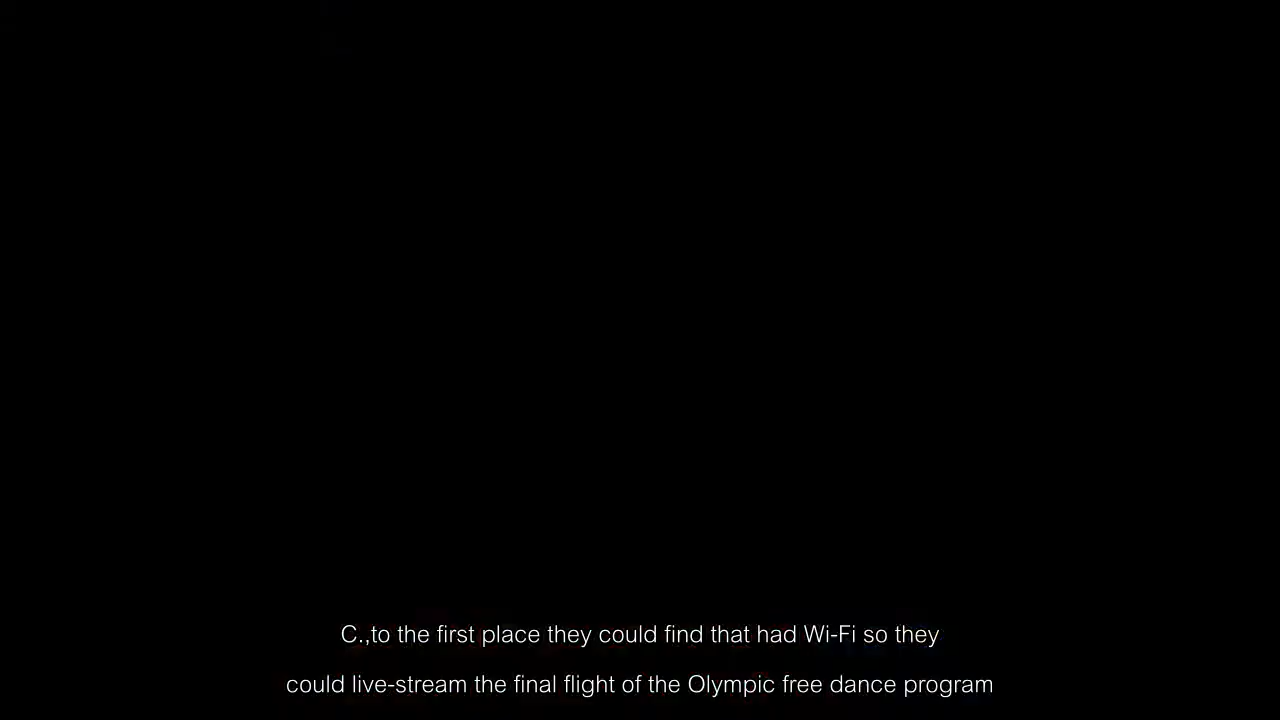 C.,to the first place they could find that had Wi-Fi so they
could live-stream the final flight of the Olympic free dance program